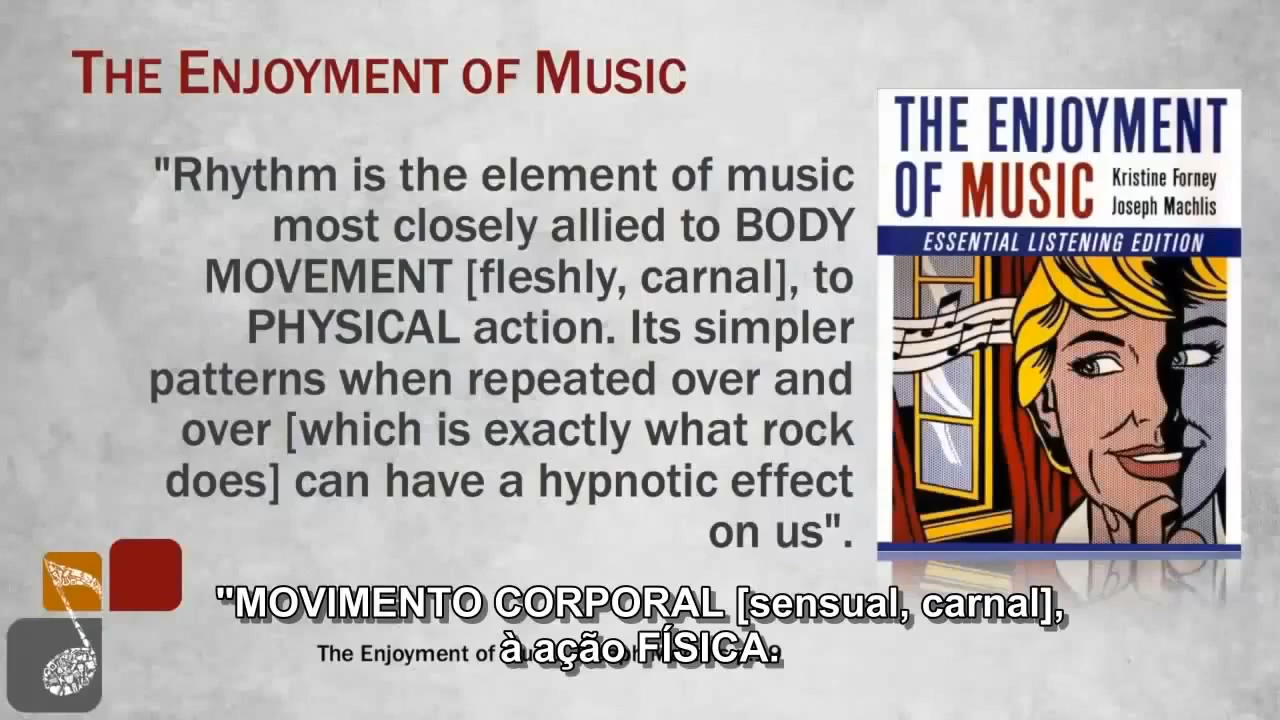 THE ENJOYMENT OF MUSIC
"Rhythm is the element of music
most closely allied to BODY
MOVEMENT [fleshly, carnal], to
PHYSICAL action. Its simpler
patterns when repeated over and
over [which is exactly what rock
does] can have a hypnotic effect
on us".
THE ENJOYMENT
OF MUSIC
Kristine Forney
Joseph Machlis
ESSENTIAL LISTENING EDITION
"MOVIMENTO CORPORAL [sensual, carnal],
à ação FÍSICA.
The Enjoyment of